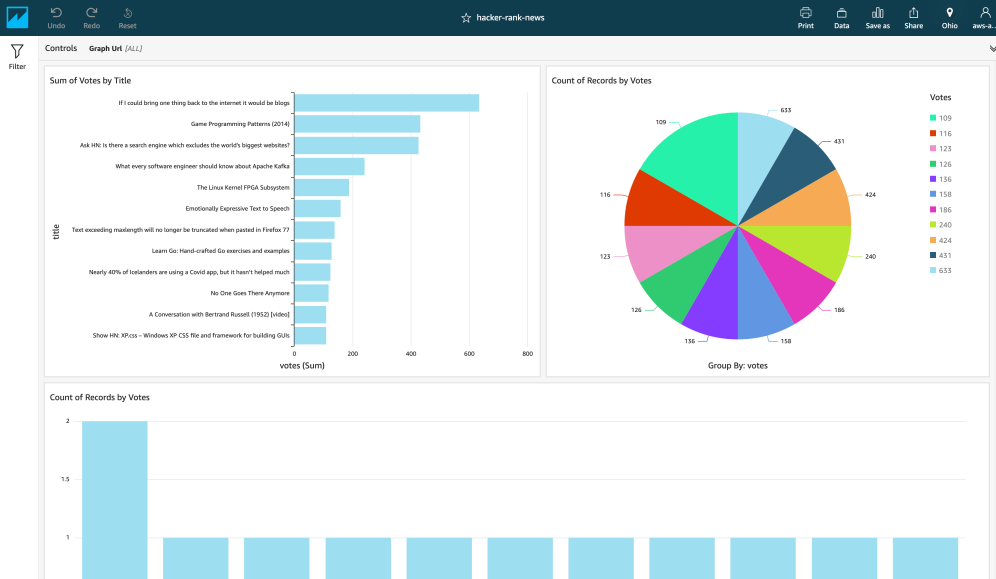 Undo
Redo
Reset
hacker-rank-news
Print
Data
Save as
Share
Ohio
aws-a...
Filter
Controls
Graph Url [ALL]
Sum of Votes by Title
title
If I could bring one thing back to the internet it would be blogs
Game Programming Patterns (2014)
Ask HN: Is there a search engine which excludes the world's biggest websites?
What every software engineer should know about Apache Kafka
The Linux Kernel FPGA Subsystem
Emotionally Expressive Text to Speech
Text exceeding maxlength will no longer be truncated when pasted in Firefox 77
Learn Go: Hand-crafted Go exercises and examples
Nearly 40% of Icelanders are using a Covid app, but it hasn't helped much
No One Goes There Anymore
A Conversation with Bertrand Russell (1952) [video]
Show HN: XP.css – Windows XP CSS file and framework for building GUIs
0 200 400 600 800
votes (Sum)
Count of Records by Votes
633
431
424
240
186
158
136
126
123
116
109
Group By: votes
Votes
109
116
123
126
136
158
186
240
424
431
633
Count of Records by Votes
2
1.5
1